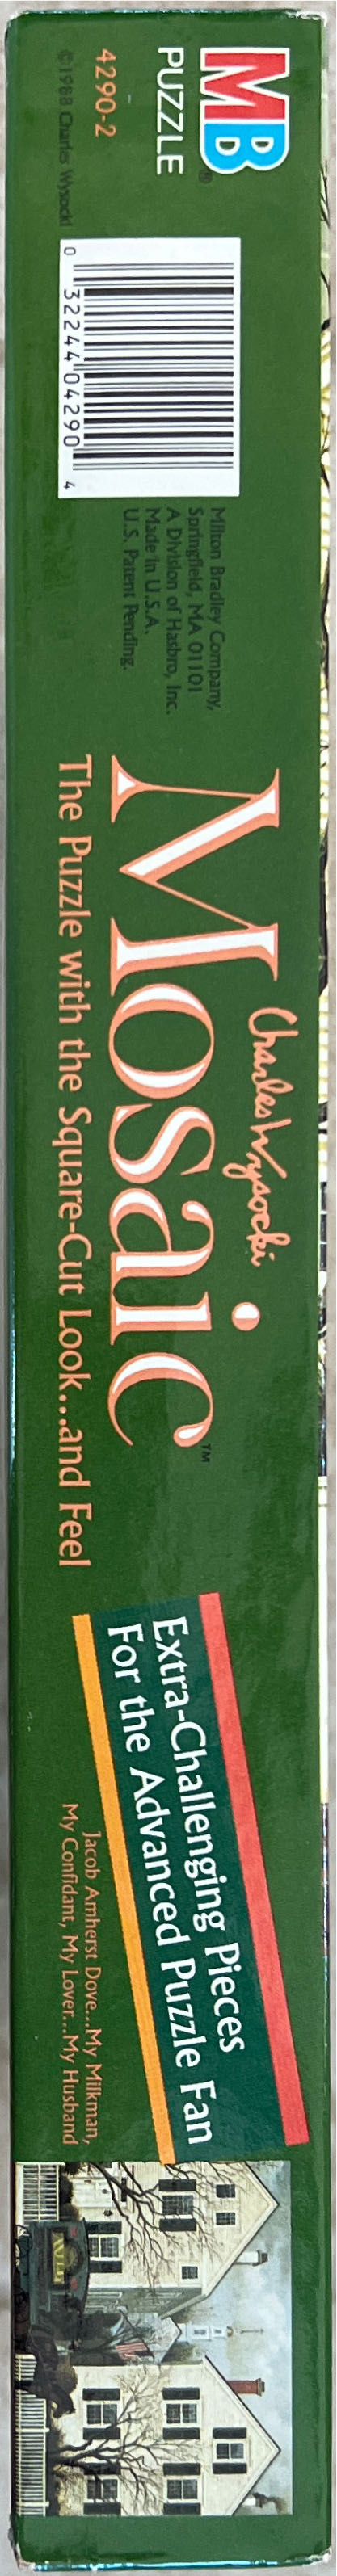 MB®
PUZZLE
4290-2
©1988 Charles Wysocki
0 32244 04290 4
Milton Bradley Company,
Springfield, MA 01101
A Division of Hasbro, Inc.
Made in U.S.A.
U.S. Patent Pending.
Charles Wysocki
Mosaic™
The Puzzle with the Square-Cut Look...and Feel
Extra-Challenging Pieces
For the Advanced Puzzle Fan
Jacob Amherst Dove...My Milkman,
My Confidant, My Lover...My Husband